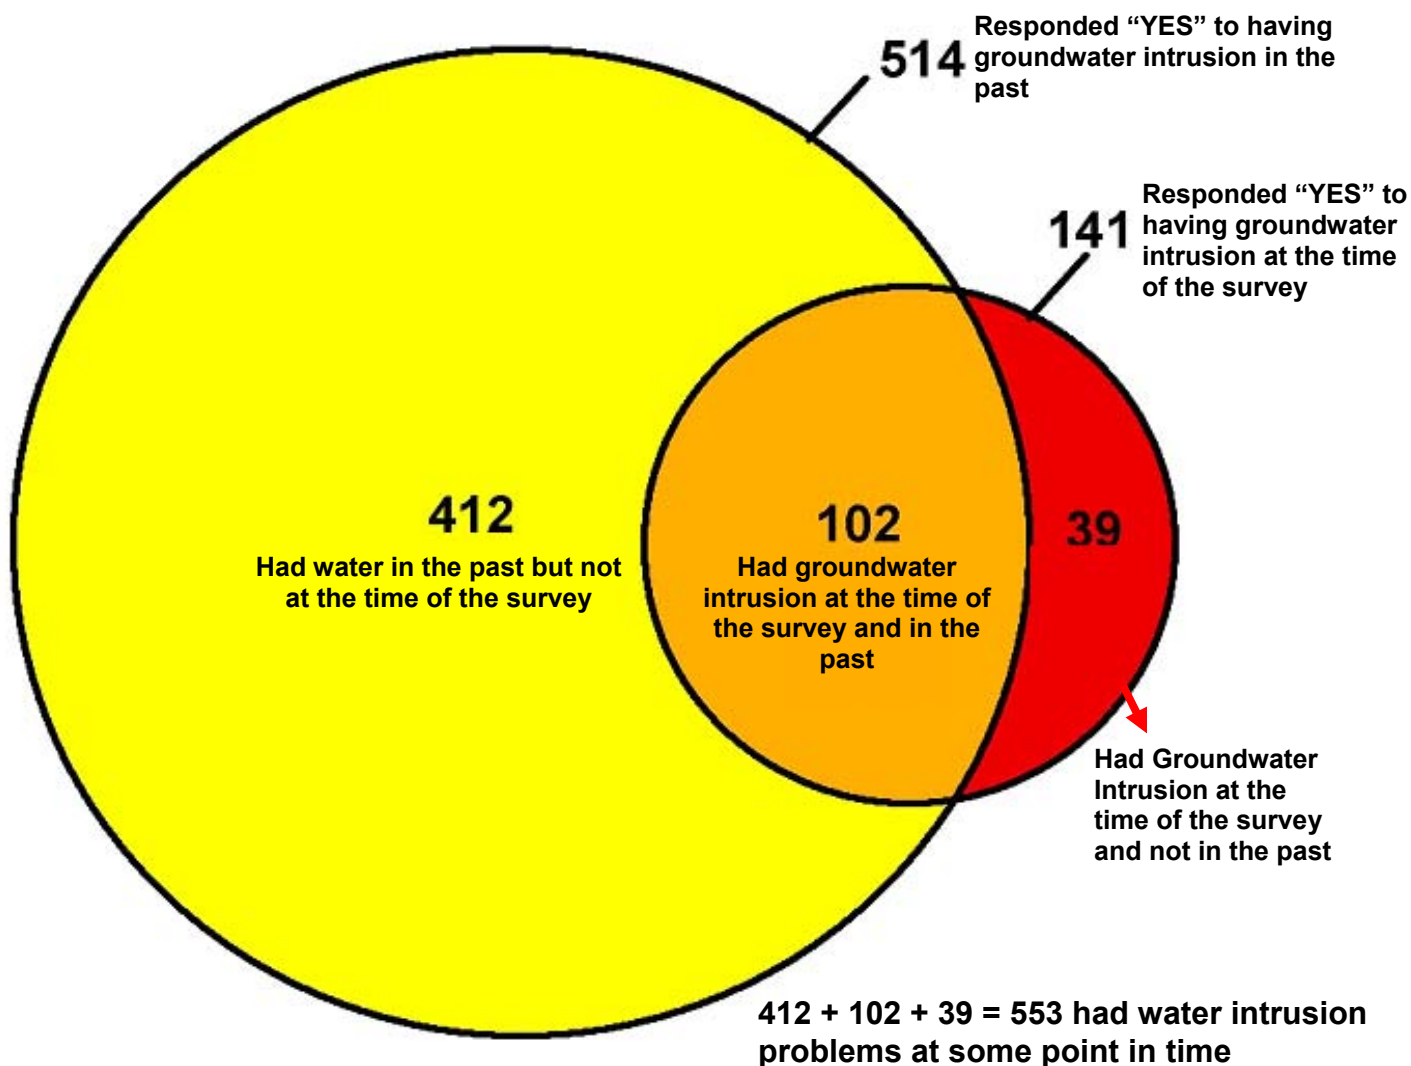 514
Responded “YES” to having
groundwater intrusion in the
past
141
Responded “YES” to
having groundwater
intrusion at the time
of the survey
412
Had water in the past but not
at the time of the survey
102
Had groundwater
intrusion at the time of
the survey and in the
past
39
Had Groundwater
Intrusion at the
time of the survey
and not in the past
412 + 102 + 39 = 553 had water intrusion
problems at some point in time